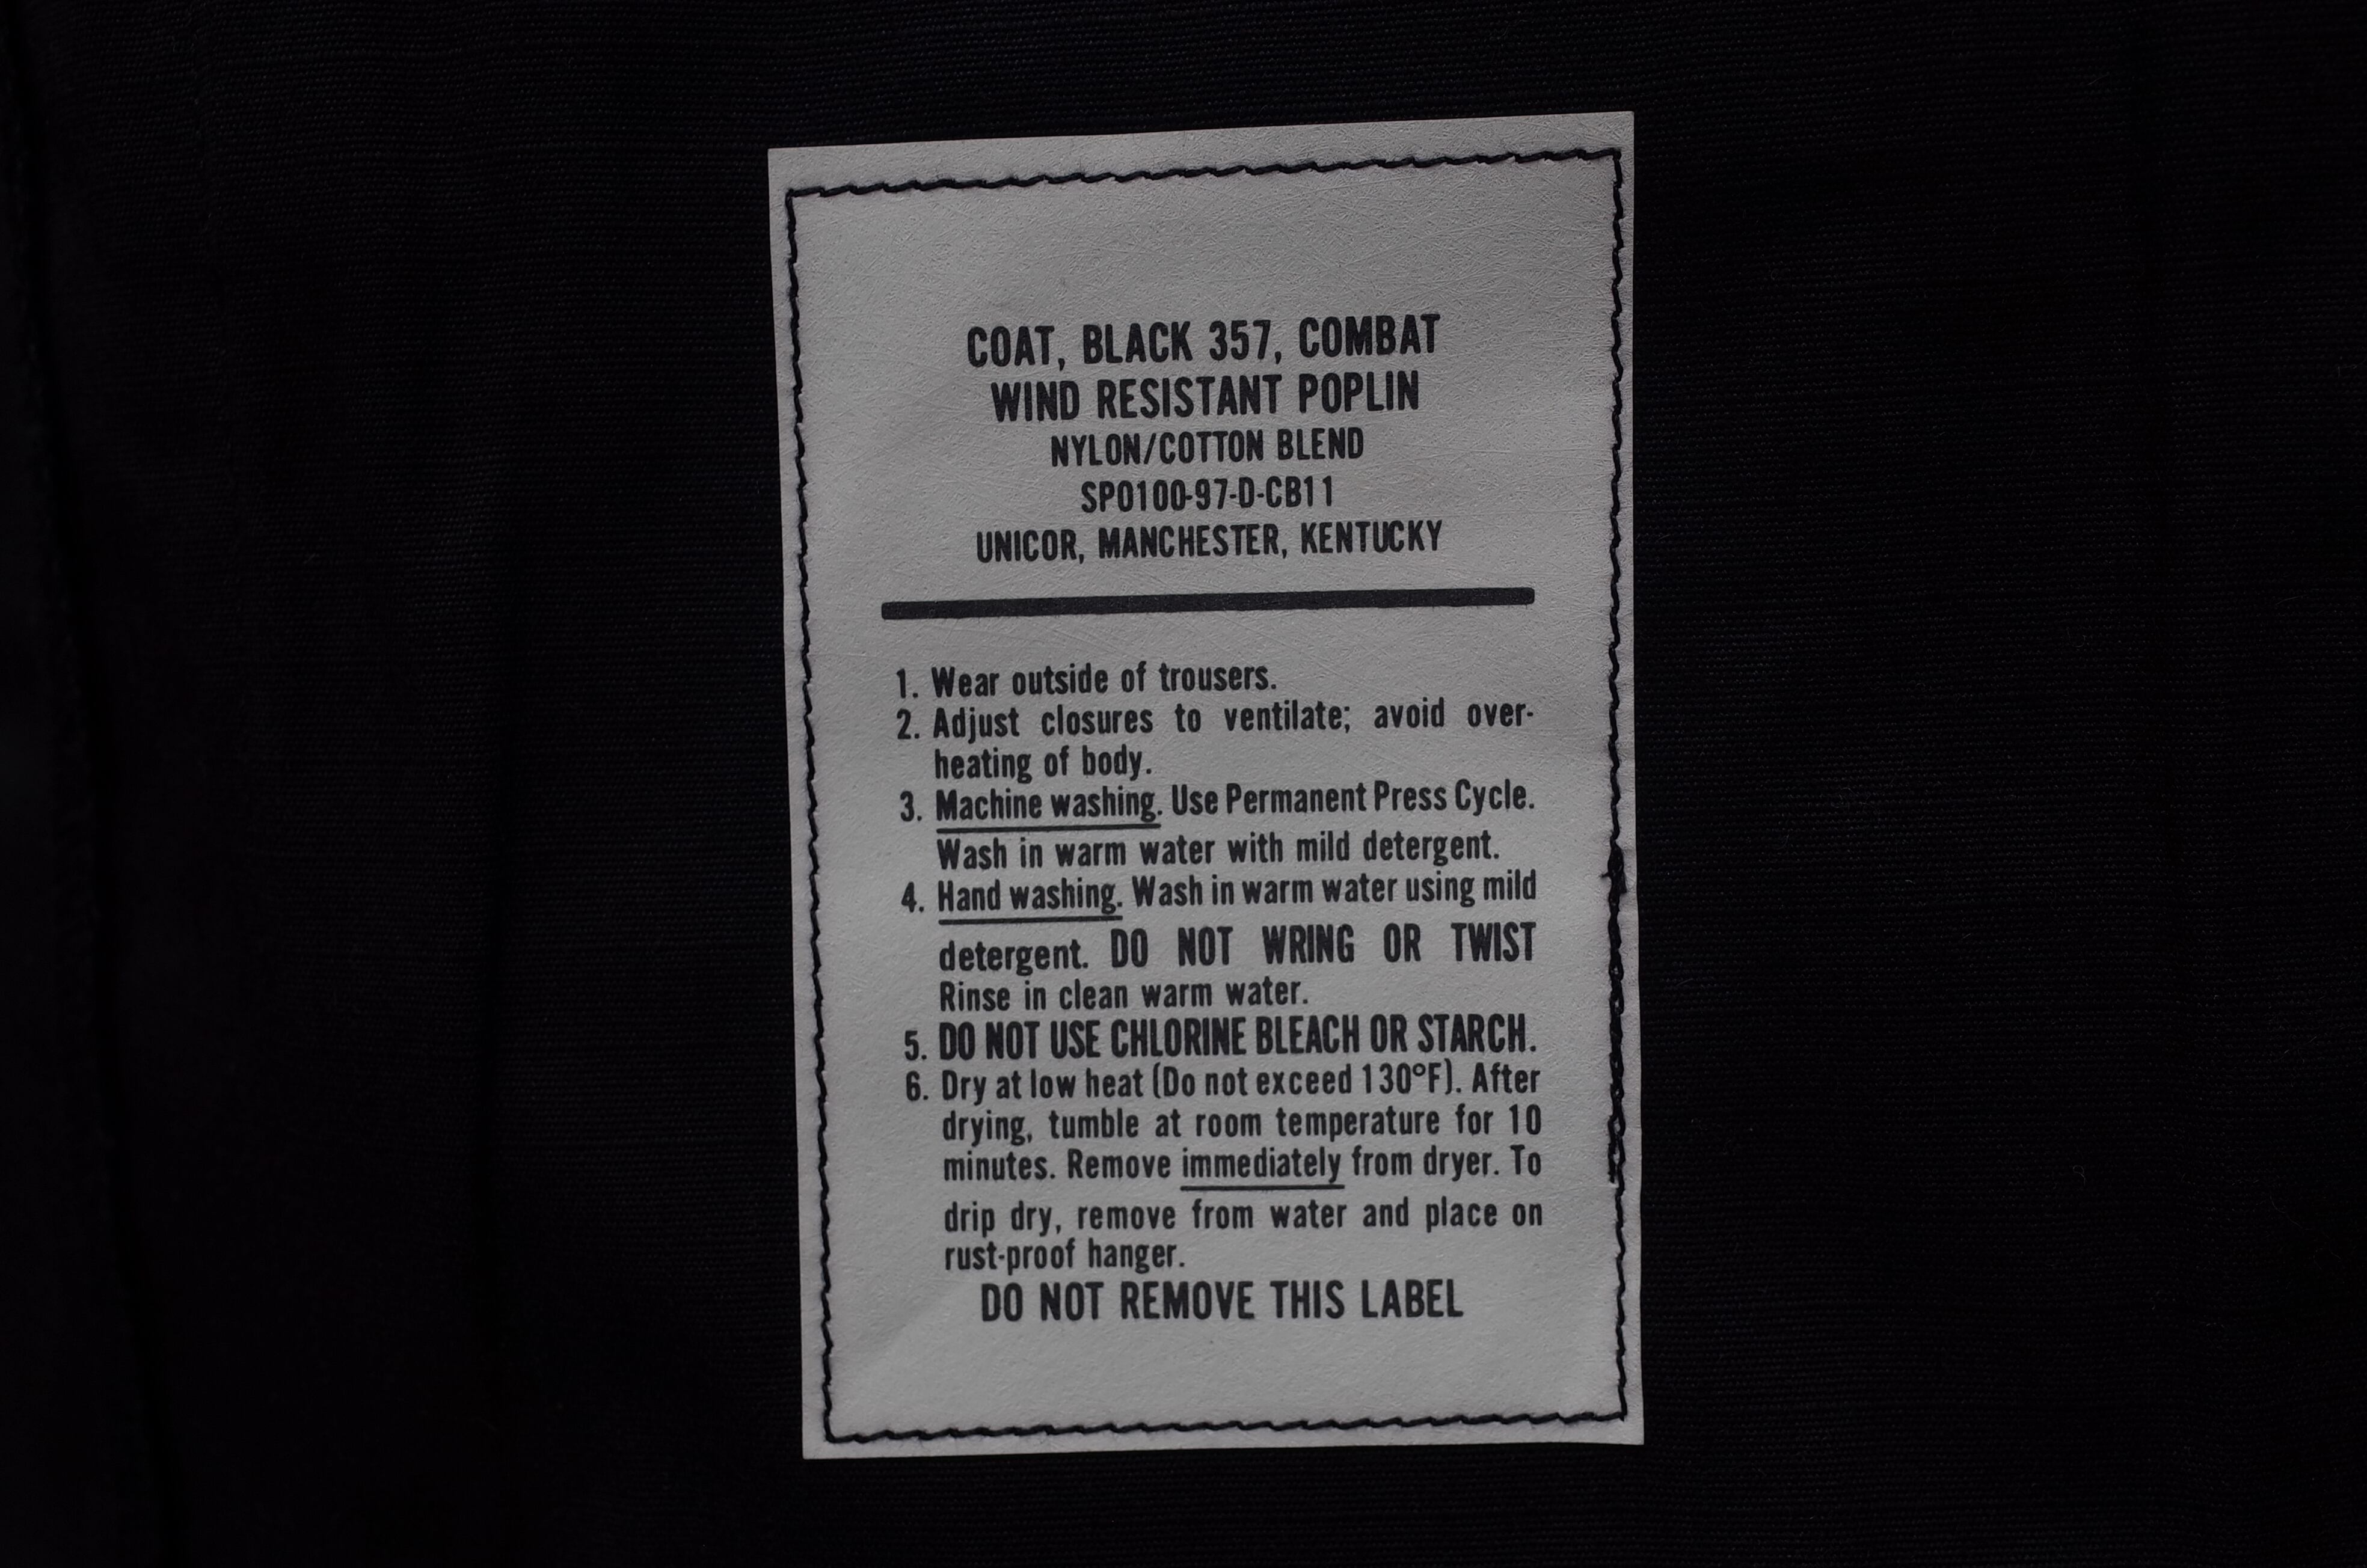 COAT, BLACK 357, COMBAT
WIND RESISTANT POPLIN
NYLON/COTTON BLEND
SPO100-97-D-CB11
UNICOR, MANCHESTER, KENTUCKY
1. Wear outside of trousers.
2. Adjust closures to ventilate; avoid over-
heating of body.
3. Machine washing. Use Permanent Press Cycle.
Wash in warm water with mild detergent.
4. Hand washing. Wash in warm water using mild
detergent. DO NOT WRING OR TWIST
Rinse in clean warm water.
5. DO NOT USE CHLORINE BLEACH OR STARCH.
6. Dry at low heat (Do not exceed 130°F). After
drying, tumble at room temperature for 10
minutes. Remove immediately from dryer. To
drip dry, remove from water and place on
rust-proof hanger.
DO NOT REMOVE THIS LABEL